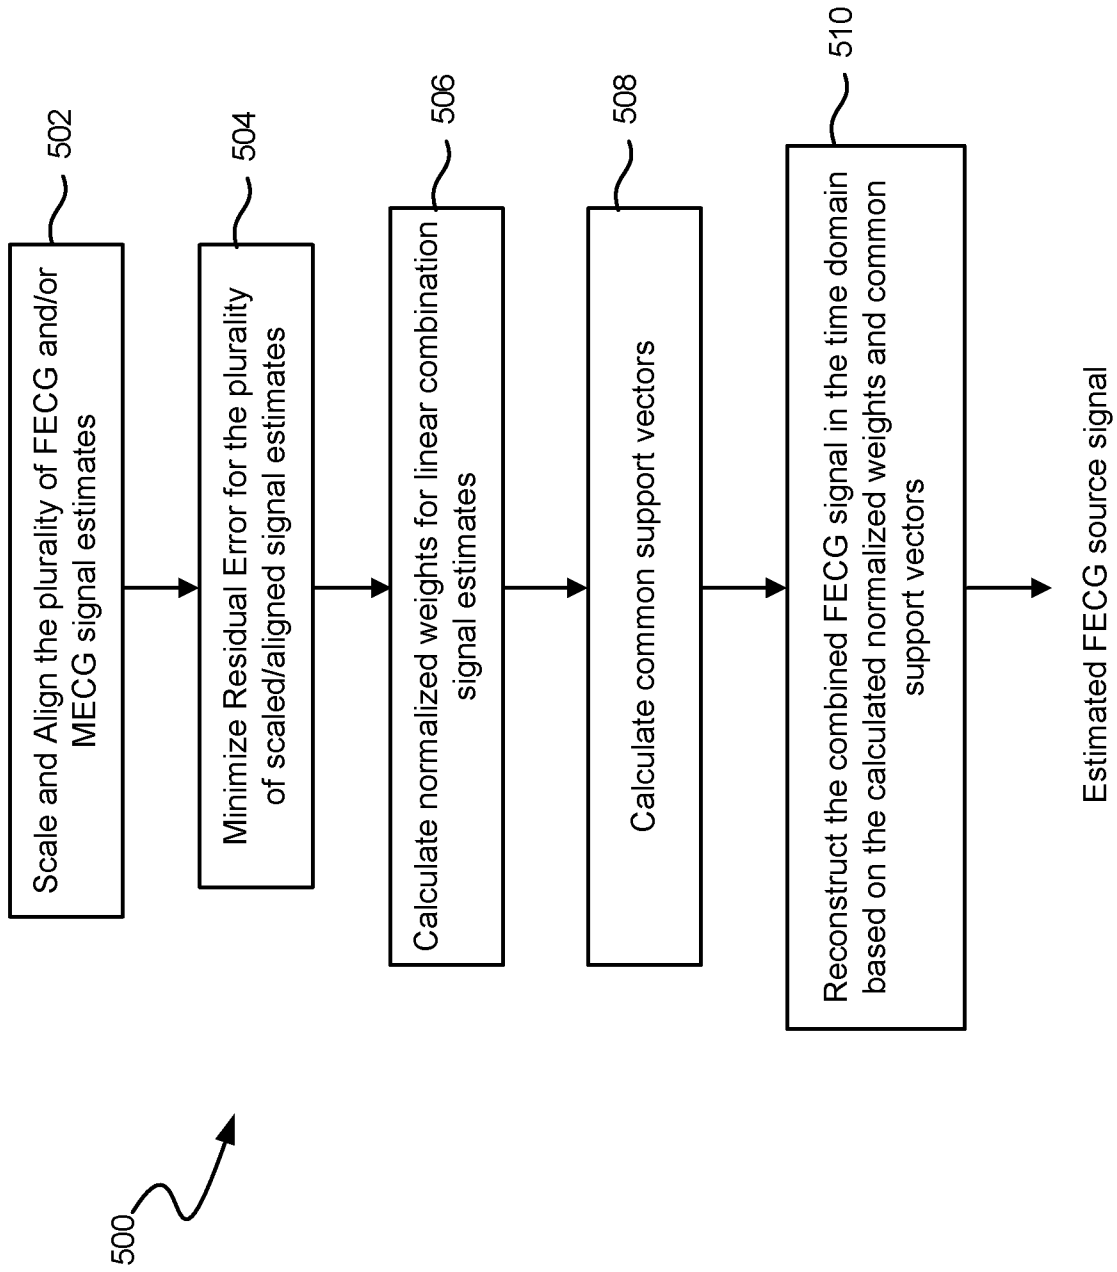 500
502
Scale and Align the plurality of FECG and/or
MECG signal estimates
504
Minimize Residual Error for the plurality
of scaled/aligned signal estimates
506
Calculate normalized weights for linear combination
signal estimates
508
Calculate common support vectors
510
Reconstruct the combined FECG signal in the time domain
based on the calculated normalized weights and common
support vectors
Estimated FECG source signal